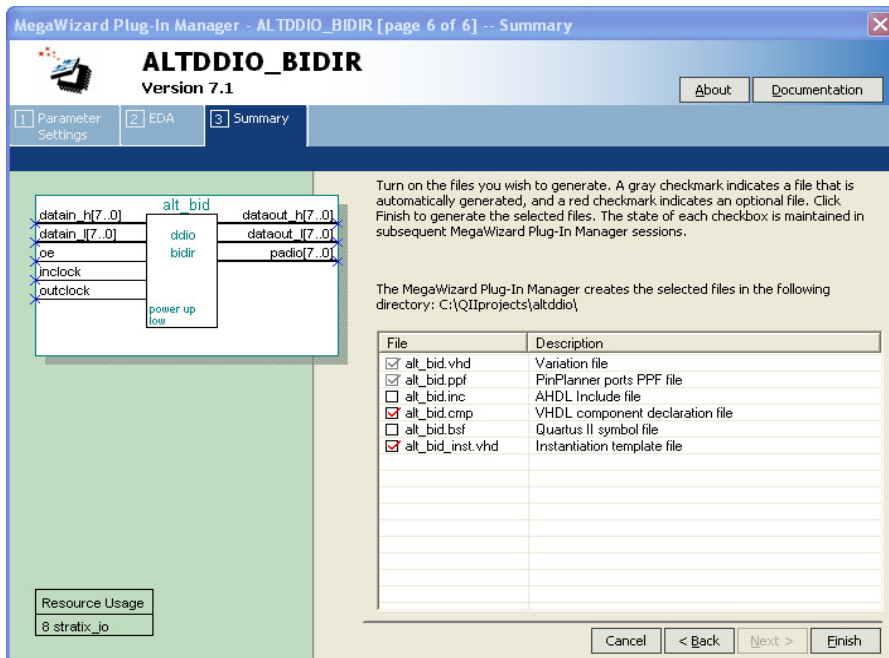 MegaWizard Plug-In Manager - ALTDDIO_BIDIR [page 6 of 6] -- Summary
ALTDDIO_BIDIR
Version 7.1
About
Documentation
1 Parameter Settings
2 EDA
3 Summary
alt_bid
datain_h[7..0]
dataout_h[7..0]
datain_l[7..0]
ddio
dataout_l[7..0]
oe
bidir
padio[7..0]
inclock
outclock
power up
low
Resource Usage
8 stratix_io
Turn on the files you wish to generate. A gray checkmark indicates a file that is
automatically generated, and a red checkmark indicates an optional file. Click
Finish to generate the selected files. The state of each checkbox is maintained in
subsequent MegaWizard Plug-In Manager sessions.
The MegaWizard Plug-In Manager creates the selected files in the following
directory: C:\QIIprojects\altddio\
File Description
alt_bid.vhd Variation file
alt_bid.ppf PinPlanner ports PPF file
alt_bid.inc AHDL Include file
alt_bid.cmp VHDL component declaration file
alt_bid.bsf Quartus II symbol file
alt_bid_inst.vhd Instantiation template file
Cancel
< Back
Next >
Finish